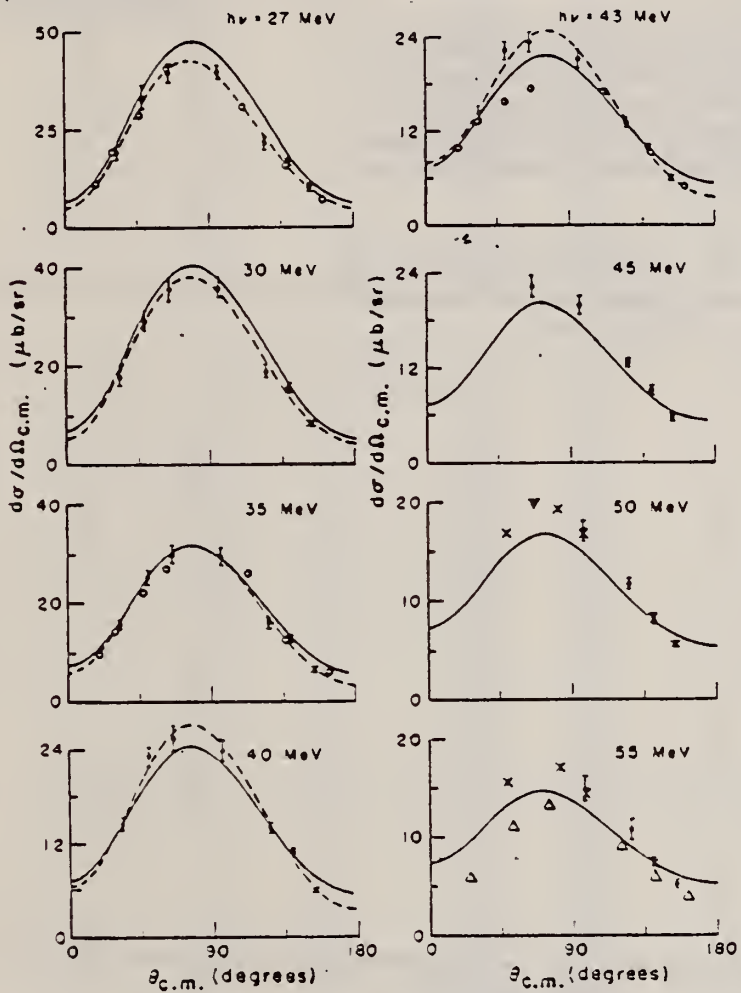 hν = 27 MeV
50
25
0
hν = 43 MeV
24
12
0
30 MeV
40
20
0
45 MeV
24
12
0
dσ/dΩc.m. (μb/sr)
dσ/dΩc.m. (μb/sr)
35 MeV
40
20
0
50 MeV
20
10
0
40 MeV
24
12
0
0
90
180
θc.m. (degrees)
55 MeV
20
10
0
0
90
180
θc.m. (degrees)